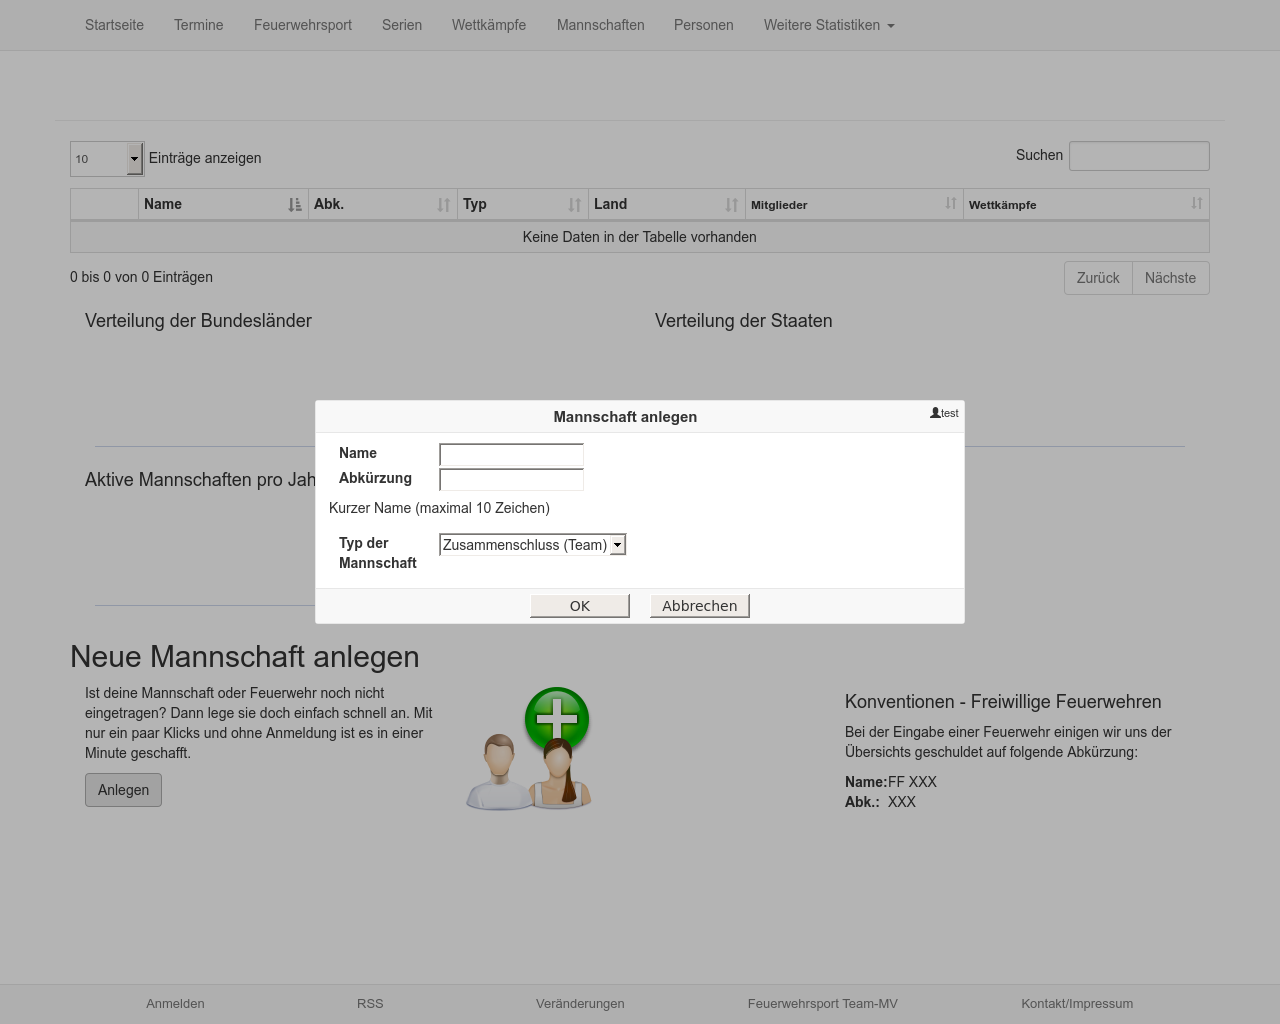 Startseite Termine Feuerwehrsport Serien Wettkämpfe Mannschaften Personen Weitere Statistiken
10 Einträge anzeigen Suchen
Name Abk. Typ Land Mitglieder Wettkämpfe
Keine Daten in der Tabelle vorhanden
0 bis 0 von 0 Einträgen Zurück Nächste
Verteilung der Bundesländer Verteilung der Staaten
Mannschaft anlegen test
Name
Abkürzung
Kurzer Name (maximal 10 Zeichen)
Typ der Mannschaft Zusammenschluss (Team)
OK Abbrechen
Aktive Mannschaften pro Jah
Neue Mannschaft anlegen
Ist deine Mannschaft oder Feuerwehr noch nicht
eingetragen? Dann lege sie doch einfach schnell an. Mit
nur ein paar Klicks und ohne Anmeldung ist es in einer
Minute geschafft.
Anlegen
Konventionen - Freiwillige Feuerwehren
Bei der Eingabe einer Feuerwehr einigen wir uns der
Übersichts geschuldet auf folgende Abkürzung:
Name: FF XXX
Abk.: XXX
Anmelden RSS Veränderungen Feuerwehrsport Team-MV Kontakt/Impressum